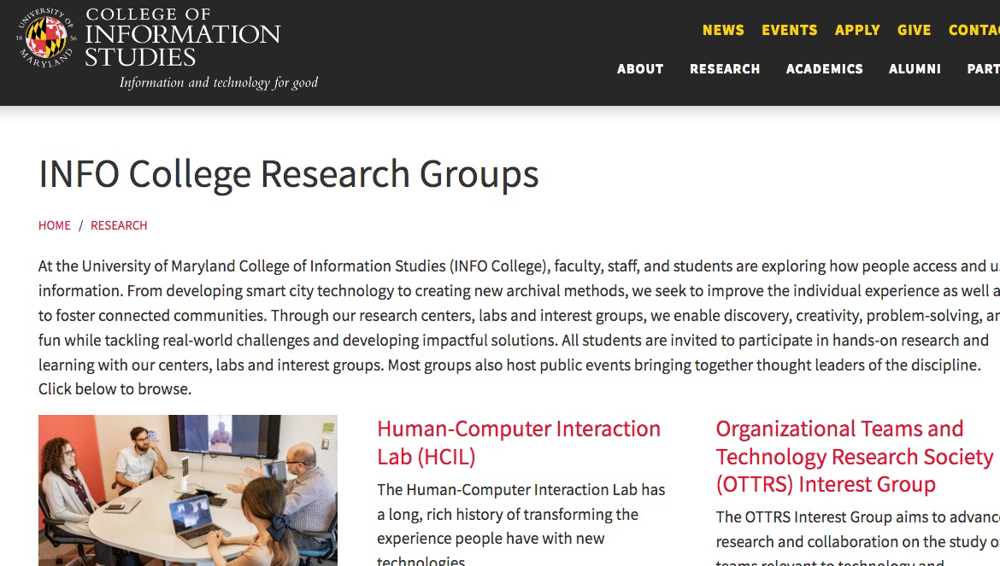 UNIVERSITY OF
18 56
MARYLAND
COLLEGE OF
INFORMATION
STUDIES
Information and technology for good
NEWS EVENTS APPLY GIVE
ABOUT RESEARCH ACADEMICS ALUMNI
INFO College Research Groups
HOME / RESEARCH
At the University of Maryland College of Information Studies (INFO College), faculty, staff, and students are exploring how people access and
information. From developing smart city technology to creating new archival methods, we seek to improve the individual experience as well
to foster connected communities. Through our research centers, labs and interest groups, we enable discovery, creativity, problem-solving,
fun while tackling real-world challenges and developing impactful solutions. All students are invited to participate in hands-on research and
learning with our centers, labs and interest groups. Most groups also host public events bringing together thought leaders of the discipline.
Click below to browse.
Human-Computer Interaction
Lab (HCIL)
The Human-Computer Interaction Lab has
a long, rich history of transforming the
experience people have with new
technologies
Organizational Teams and
Technology Research Society
(OTTRS) Interest Group
The OTTRS Interest Group aims to
research and collaboration on the study
teams relevant to technology and